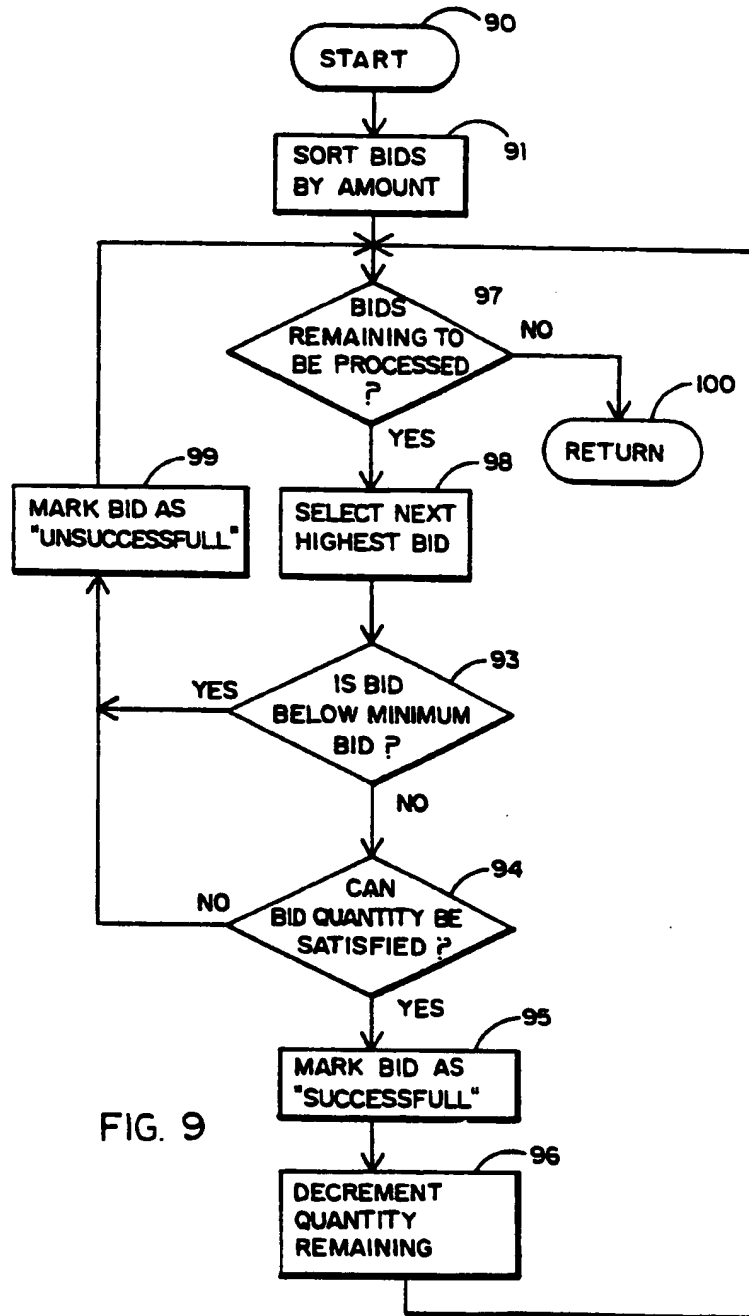 90
START
91
SORT BIDS
BY AMOUNT
97
BIDS
REMAINING TO
BE PROCESSED
?
NO
100
RETURN
YES
99
MARK BID AS
"UNSUCCESSFULL"
98
SELECT NEXT
HIGHEST BID
93
YES
IS BID
BELOW MINIMUM
BID ?
NO
94
NO
CAN
BID QUANTITY BE
SATISFIED ?
YES
95
MARK BID AS
"SUCCESSFULL"
FIG. 9
96
DECREMENT
QUANTITY
REMAINING